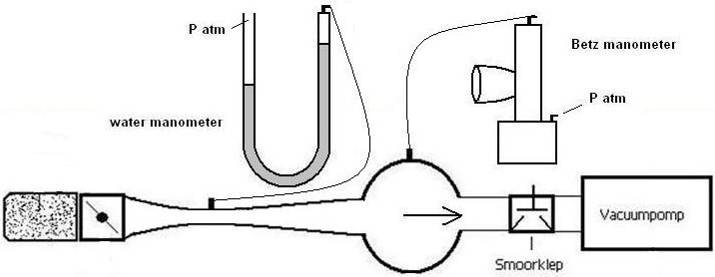 P atm
Betz manometer
P atm
water manometer
Vacuumpomp
Smoorklep